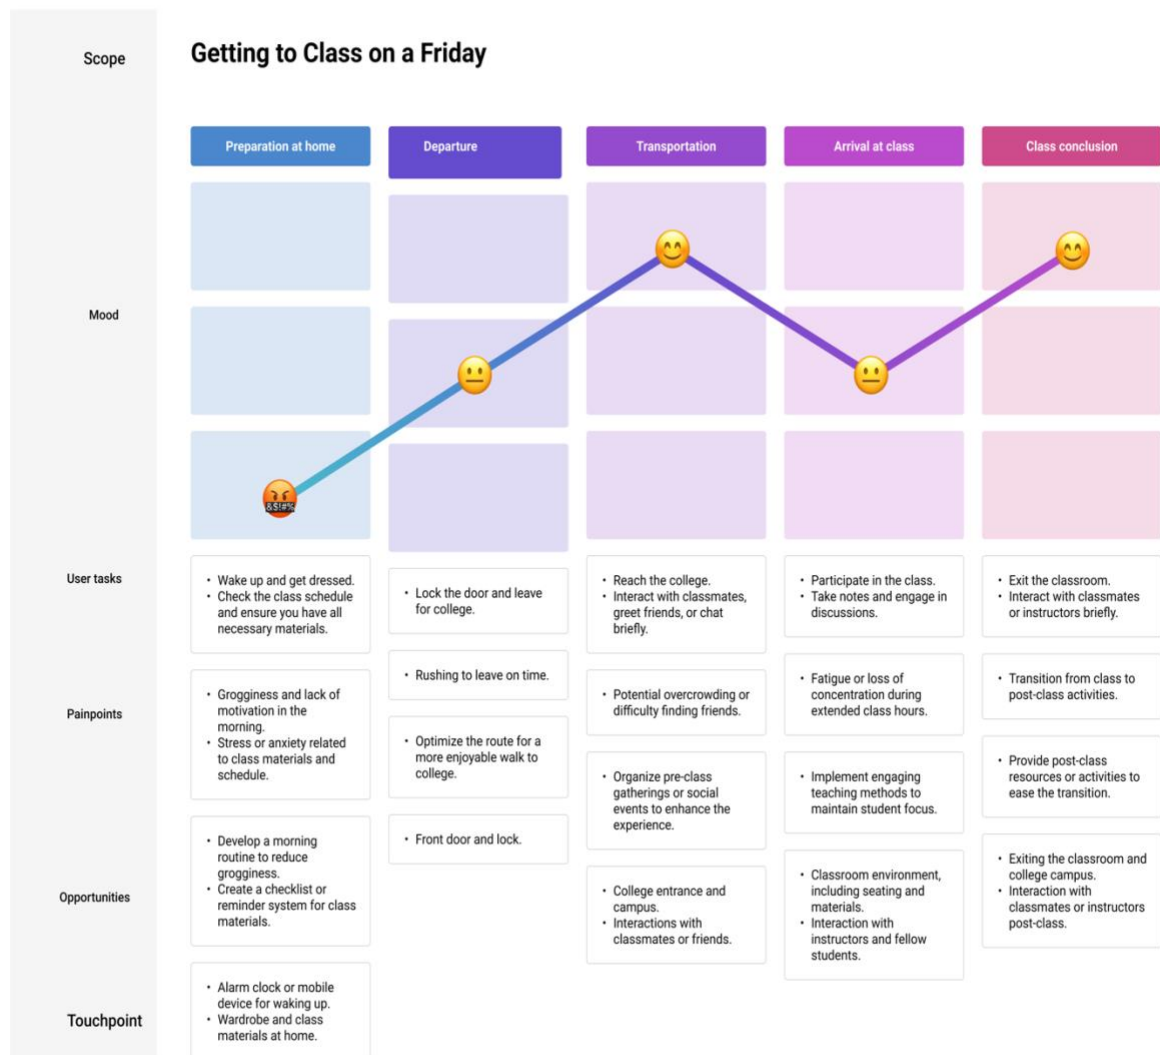 Scope
Getting to Class on a Friday
Preparation at home
Departure
Transportation
Arrival at class
Class conclusion
Mood
&$!#%
User tasks
• Wake up and get dressed.
• Check the class schedule
and ensure you have all
necessary materials.
• Lock the door and leave
for college.
• Reach the college.
• Interact with classmates,
greet friends, or chat
briefly.
• Participate in the class.
• Take notes and engage in
discussions.
• Exit the classroom.
• Interact with classmates
or instructors briefly.
Painpoints
• Grogginess and lack of
motivation in the
morning.
• Stress or anxiety related
to class materials and
schedule.
• Rushing to leave on time.
• Potential overcrowding or
difficulty finding friends.
• Fatigue or loss of
concentration during
extended class hours.
• Transition from class to
post-class activities.
Opportunities
• Develop a morning
routine to reduce
grogginess.
• Create a checklist or
reminder system for class
materials.
• Optimize the route for a
more enjoyable walk to
college.
• Organize pre-class
gatherings or social
events to enhance the
experience.
• Implement engaging
teaching methods to
maintain student focus.
• Provide post-class
resources or activities to
ease the transition.
Touchpoint
• Alarm clock or mobile
device for waking up.
• Wardrobe and class
materials at home.
• Front door and lock.
• College entrance and
campus.
• Interactions with
classmates or friends.
• Classroom environment,
including seating and
materials.
• Interaction with
instructors and fellow
students.
• Exiting the classroom and
college campus.
• Interaction with
classmates or instructors
post-class.